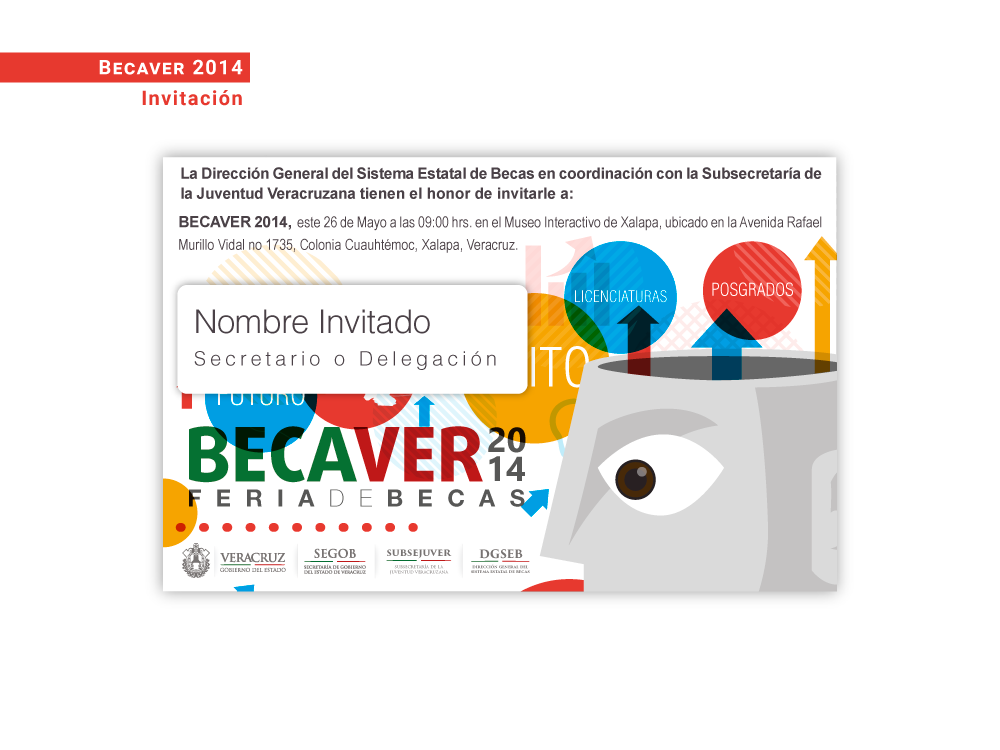 BECAVER 2014
Invitación
La Dirección General del Sistema Estatal de Becas en coordinación con la Subsecretaría de
la Juventud Veracruzana tienen el honor de invitarle a:
BECAVER 2014, este 26 de Mayo a las 09:00 hrs. en el Museo Interactivo de Xalapa, ubicado en la Avenida Rafael
Murillo Vidal no 1735, Colonia Cuauhtémoc, Xalapa, Veracruz.
LICENCIATURAS
POSGRADOS
Nombre Invitado
Secretario o Delegación
ITO
FUTURO
BECAVER 20
14
FERIA DE BECAS
VERACRUZ
GOBIERNO DEL ESTADO
SEGOB
SECRETARÍA DE GOBIERNO
DEL ESTADO DE VERACRUZ
SUBSEJUVER
SUBSECRETARÍA DE LA
JUVENTUD VERACRUZANA
DGSEB
DIRECCIÓN GENERAL DEL
SISTEMA ESTATAL DE BECAS